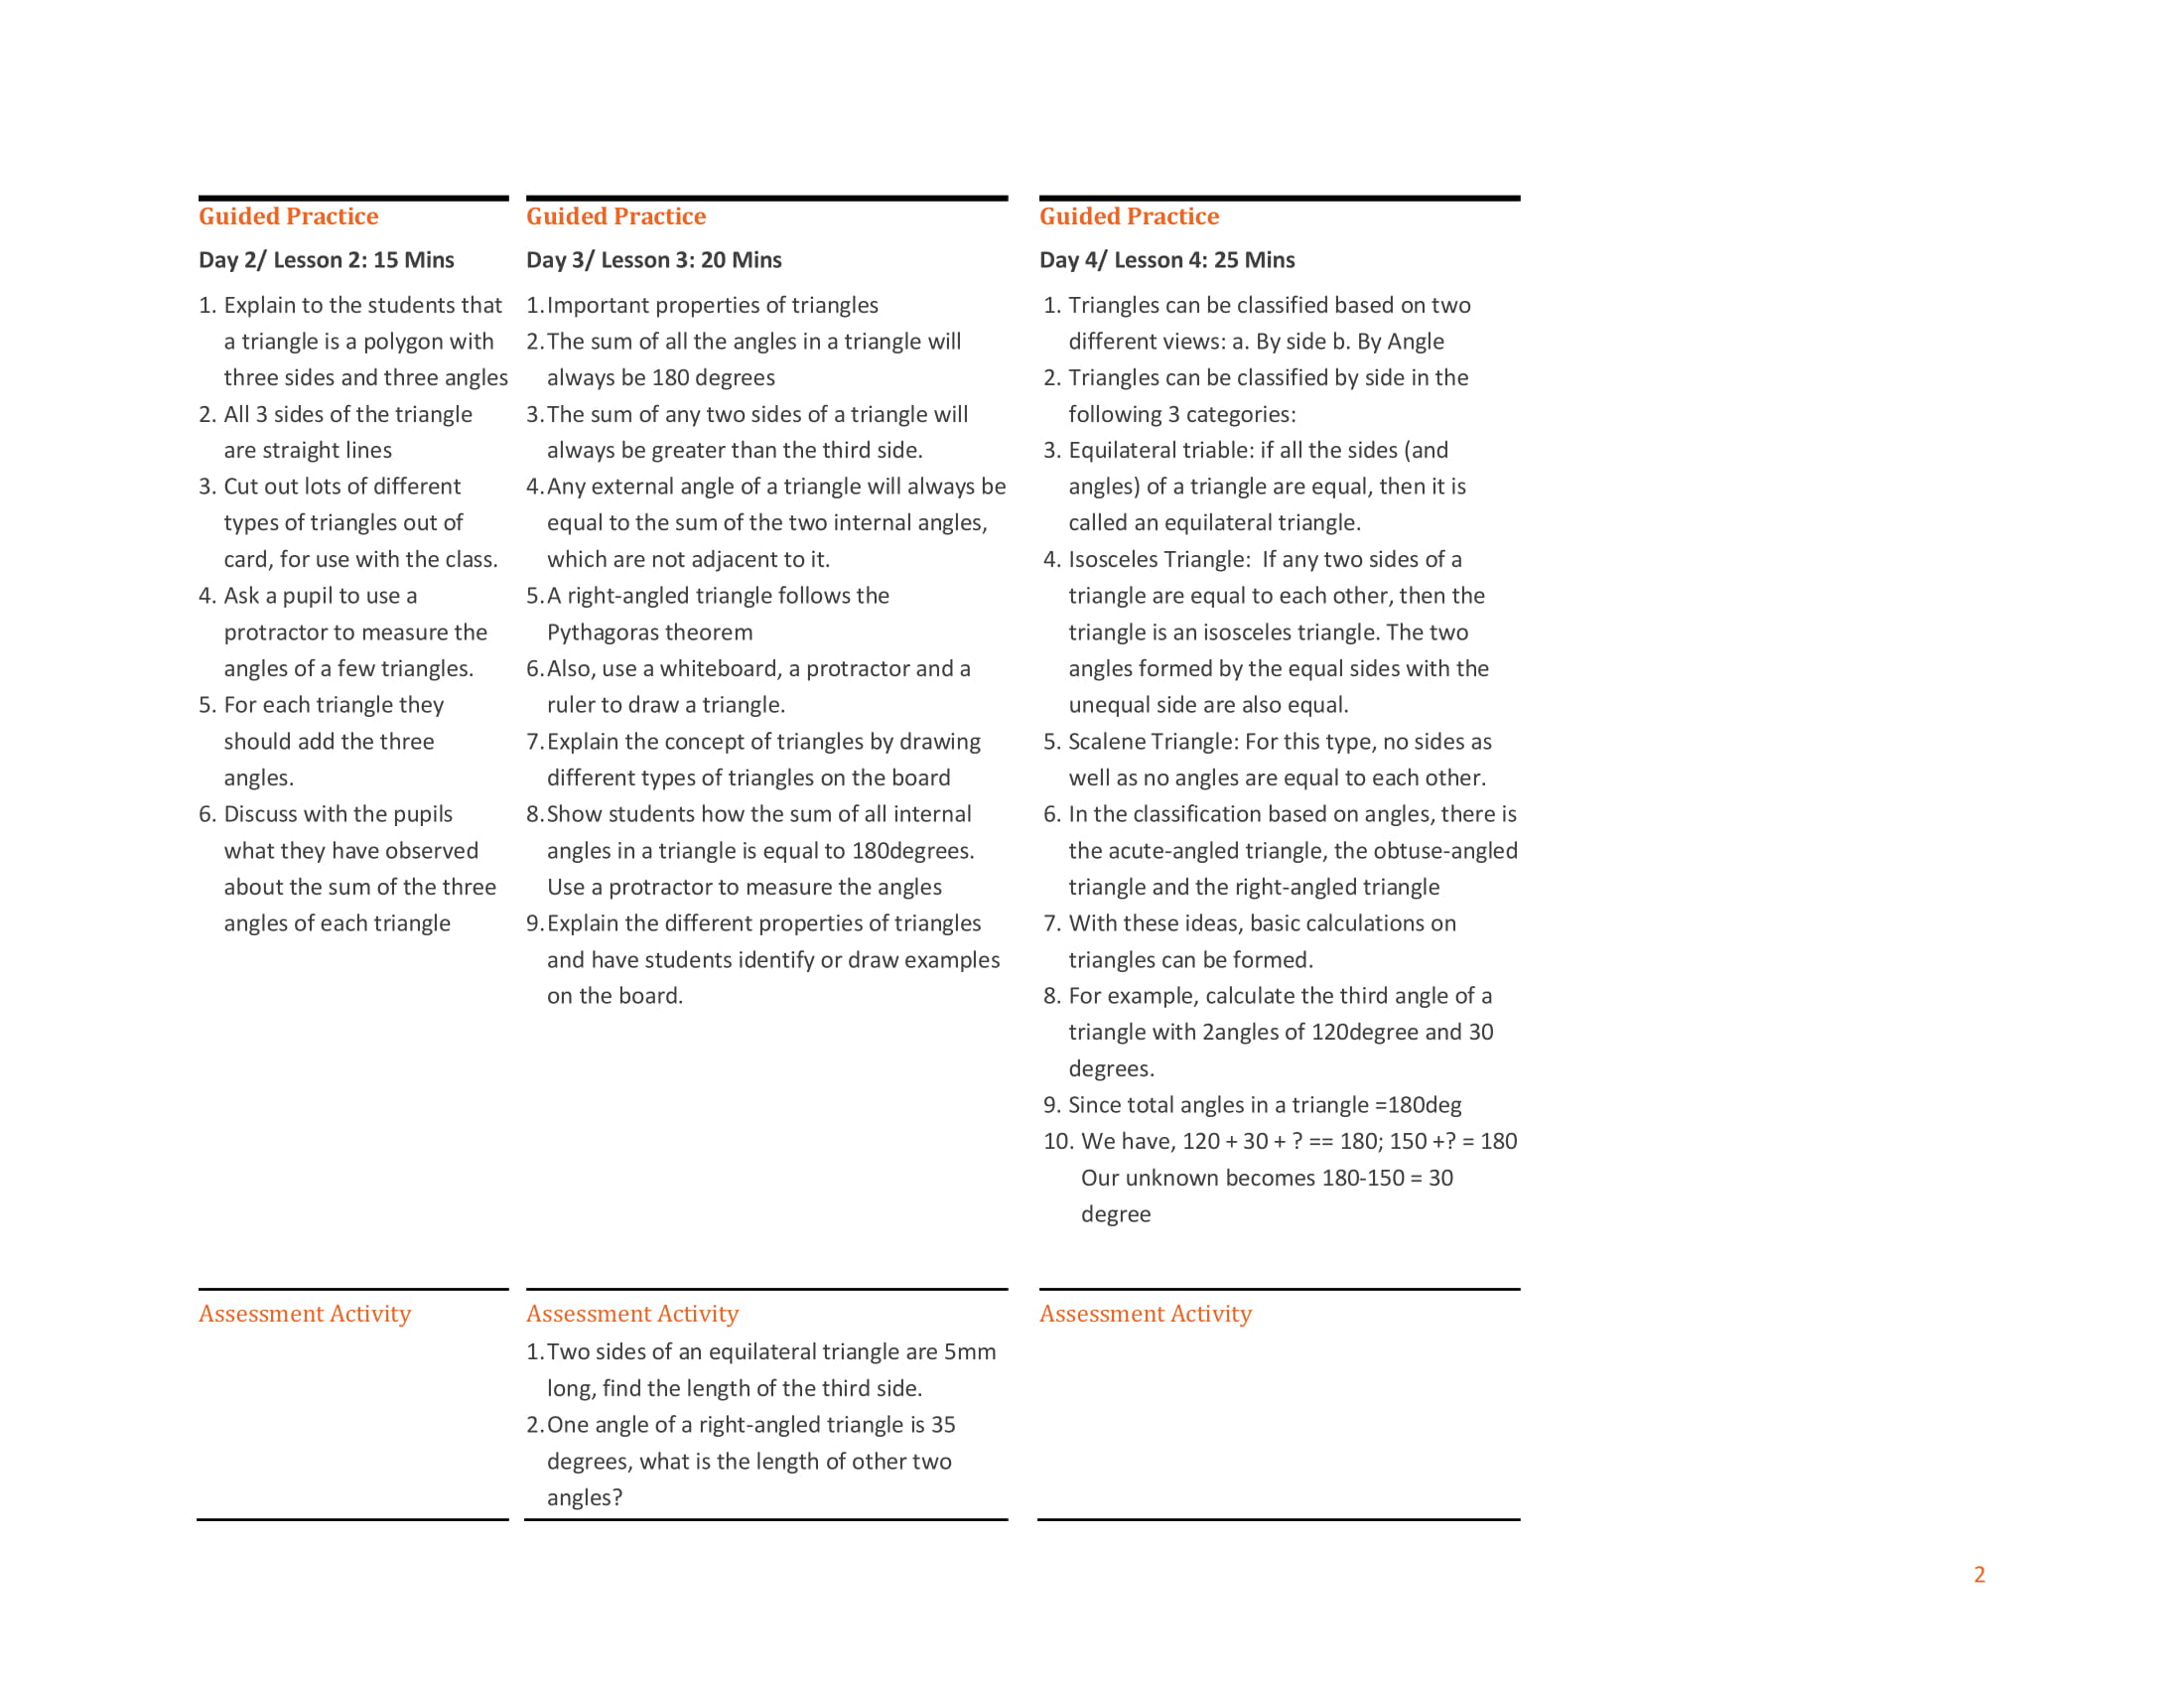 Guided Practice
Day 2/ Lesson 2: 15 Mins
1. Explain to the students that
a triangle is a polygon with
three sides and three angles
2. All 3 sides of the triangle
are straight lines
3. Cut out lots of different
types of triangles out of
card, for use with the class.
4. Ask a pupil to use a
protractor to measure the
angles of a few triangles.
5. For each triangle they
should add the three
angles.
6. Discuss with the pupils
what they have observed
about the sum of the three
angles of each triangle
Assessment Activity
Guided Practice
Day 3/ Lesson 3: 20 Mins
1.Important properties of triangles
2.The sum of all the angles in a triangle will
always be 180 degrees
3.The sum of any two sides of a triangle will
always be greater than the third side.
4.Any external angle of a triangle will always be
equal to the sum of the two internal angles,
which are not adjacent to it.
5.A right-angled triangle follows the
Pythagoras theorem
6.Also, use a whiteboard, a protractor and a
ruler to draw a triangle.
7.Explain the concept of triangles by drawing
different types of triangles on the board
8.Show students how the sum of all internal
angles in a triangle is equal to 180degrees.
Use a protractor to measure the angles
9.Explain the different properties of triangles
and have students identify or draw examples
on the board.
Assessment Activity
1.Two sides of an equilateral triangle are 5mm
long, find the length of the third side.
2.One angle of a right-angled triangle is 35
degrees, what is the length of other two
angles?
Guided Practice
Day 4/ Lesson 4: 25 Mins
1. Triangles can be classified based on two
different views: a. By side b. By Angle
2. Triangles can be classified by side in the
following 3 categories:
3. Equilateral triable: if all the sides (and
angles) of a triangle are equal, then it is
called an equilateral triangle.
4. Isosceles Triangle:  If any two sides of a
triangle are equal to each other, then the
triangle is an isosceles triangle. The two
angles formed by the equal sides with the
unequal side are also equal.
5. Scalene Triangle: For this type, no sides as
well as no angles are equal to each other.
6. In the classification based on angles, there is
the acute-angled triangle, the obtuse-angled
triangle and the right-angled triangle
7. With these ideas, basic calculations on
triangles can be formed.
8. For example, calculate the third angle of a
triangle with 2angles of 120degree and 30
degrees.
9. Since total angles in a triangle =180deg
10. We have, 120 + 30 + ? == 180; 150 +? = 180
Our unknown becomes 180-150 = 30
degree
Assessment Activity
2